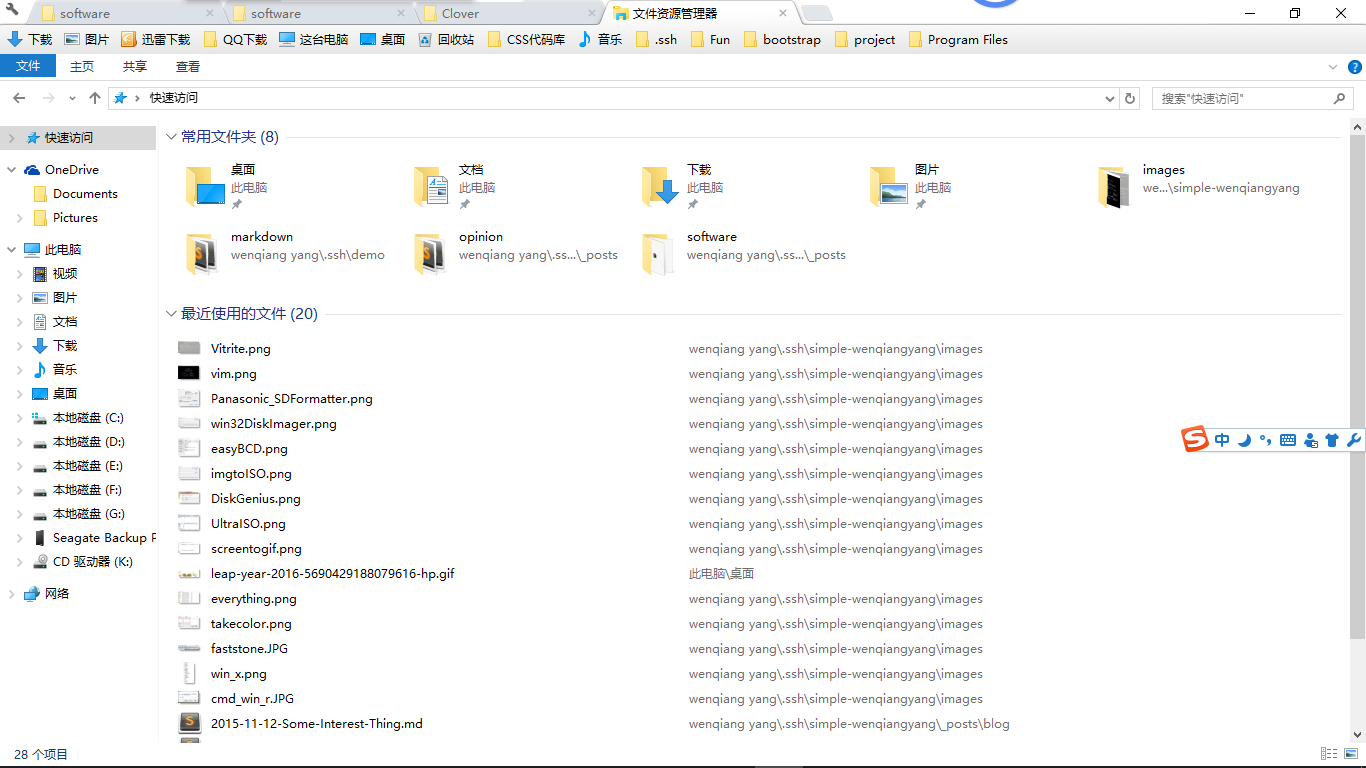 software
software
Clover
文件资源管理器
下载
图片
迅雷下载
QQ下载
这台电脑
桌面
回收站
CSS代码库
音乐
.ssh
Fun
bootstrap
project
Program Files
文件
主页
共享
查看
快速访问
搜索"快速访问"
快速访问
OneDrive
Documents
Pictures
此电脑
视频
图片
文档
下载
音乐
桌面
本地磁盘 (C:)
本地磁盘 (D:)
本地磁盘 (E:)
本地磁盘 (F:)
本地磁盘 (G:)
Seagate Backup P
CD 驱动器 (K:)
网络
常用文件夹 (8)
桌面
此电脑
文档
此电脑
下载
此电脑
图片
此电脑
images
we...\simple-wenqiangyang
markdown
wenqiang yang\.ssh\demo
opinion
wenqiang yang\.ss...\_posts
software
wenqiang yang\.ss...\_posts
最近使用的文件 (20)
Vitrite.png wenqiang yang\.ssh\simple-wenqiangyang\images
vim.png wenqiang yang\.ssh\simple-wenqiangyang\images
Panasonic_SDFormatter.png wenqiang yang\.ssh\simple-wenqiangyang\images
win32DiskImager.png wenqiang yang\.ssh\simple-wenqiangyang\images
easyBCD.png wenqiang yang\.ssh\simple-wenqiangyang\images
imgtoISO.png wenqiang yang\.ssh\simple-wenqiangyang\images
DiskGenius.png wenqiang yang\.ssh\simple-wenqiangyang\images
UltraISO.png wenqiang yang\.ssh\simple-wenqiangyang\images
screentogif.png wenqiang yang\.ssh\simple-wenqiangyang\images
leap-year-2016-5690429188079616-hp.gif 此电脑\桌面
everything.png wenqiang yang\.ssh\simple-wenqiangyang\images
takecolor.png wenqiang yang\.ssh\simple-wenqiangyang\images
faststone.JPG wenqiang yang\.ssh\simple-wenqiangyang\images
win_x.png wenqiang yang\.ssh\simple-wenqiangyang\images
cmd_win_r.JPG wenqiang yang\.ssh\simple-wenqiangyang\images
2015-11-12-Some-Interest-Thing.md wenqiang yang\.ssh\simple-wenqiangyang\_posts\blog
中
28 个项目